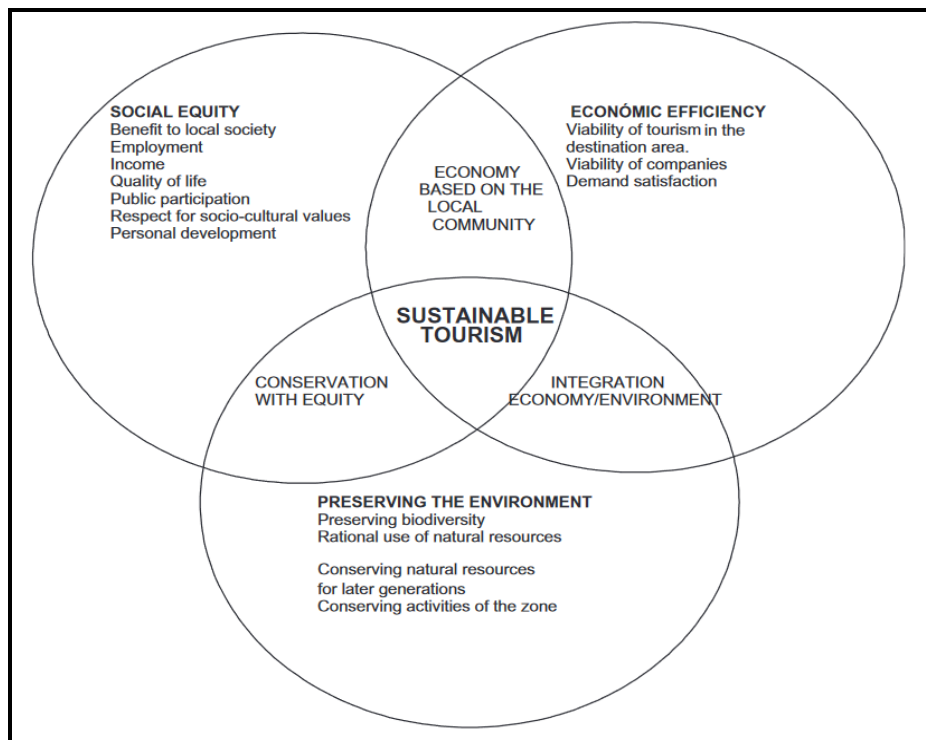 SOCIAL EQUITY
Benefit to local society
Employment
Income
Quality of life
Public participation
Respect for socio-cultural values
Personal development
ECONÓMIC EFFICIENCY
Viability of tourism in the
destination area.
Viability of companies
Demand satisfaction
ECONOMY
BASED ON THE
LOCAL
COMMUNITY
SUSTAINABLE
TOURISM
CONSERVATION
WITH EQUITY
INTEGRATION
ECONOMY/ENVIRONMENT
PRESERVING THE ENVIRONMENT
Preserving biodiversity
Rational use of natural resources
Conserving natural resources
for later generations
Conserving activities of the zone